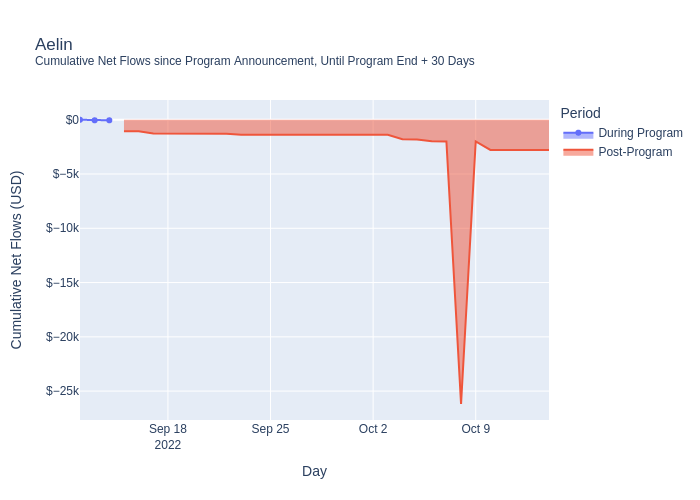 Aelin
Cumulative Net Flows since Program Announcement, Until Program End + 30 Days
Period
During Program
Post-Program
Cumulative Net Flows (USD)
$0
$−5k
$−10k
$−15k
$−20k
$−25k
Sep 18
2022
Sep 25
Oct 2
Oct 9
Day